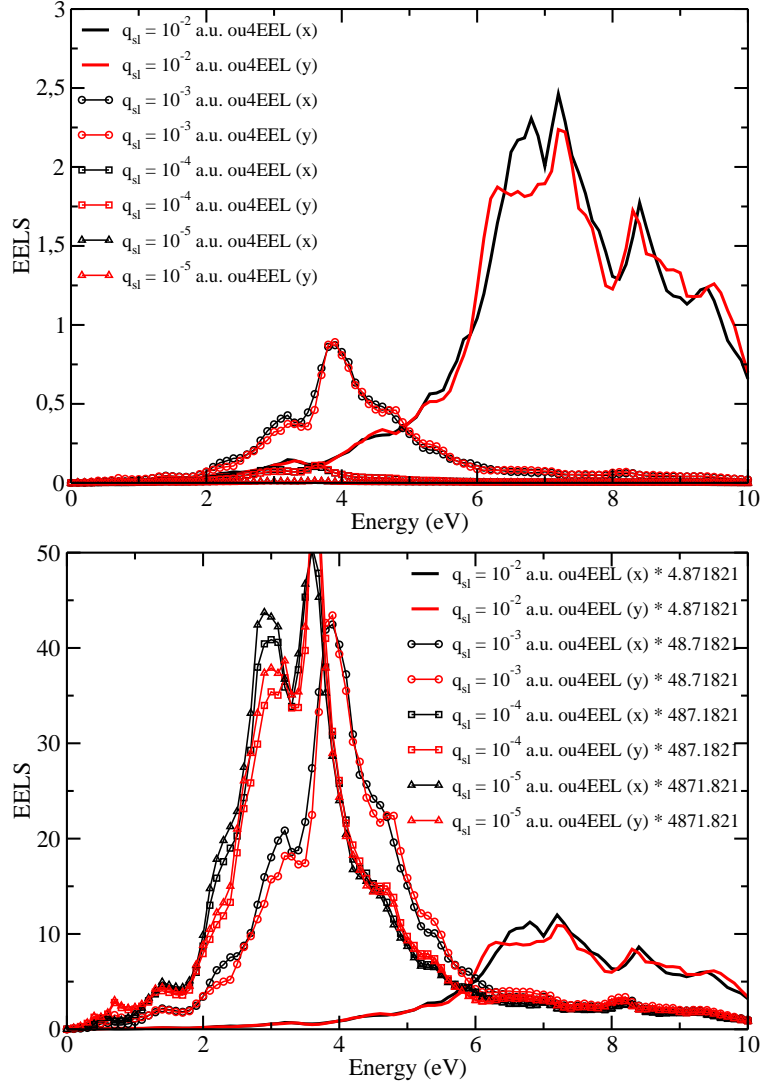 3
2,5
2
1,5
1
0,5
0
EELS
q_sl = 10^-2 a.u. ou4EEL (x)
q_sl = 10^-2 a.u. ou4EEL (y)
q_sl = 10^-3 a.u. ou4EEL (x)
q_sl = 10^-3 a.u. ou4EEL (y)
q_sl = 10^-4 a.u. ou4EEL (x)
q_sl = 10^-4 a.u. ou4EEL (y)
q_sl = 10^-5 a.u. ou4EEL (x)
q_sl = 10^-5 a.u. ou4EEL (y)
0 2 4 6 8 10
Energy (eV)
50
40
30
20
10
0
EELS
q_sl = 10^-2 a.u. ou4EEL (x) * 4.871821
q_sl = 10^-2 a.u. ou4EEL (y) * 4.871821
q_sl = 10^-3 a.u. ou4EEL (x) * 48.71821
q_sl = 10^-3 a.u. ou4EEL (y) * 48.71821
q_sl = 10^-4 a.u. ou4EEL (x) * 487.1821
q_sl = 10^-4 a.u. ou4EEL (y) * 487.1821
q_sl = 10^-5 a.u. ou4EEL (x) * 4871.821
q_sl = 10^-5 a.u. ou4EEL (y) * 4871.821
0 2 4 6 8 10
Energy (eV)